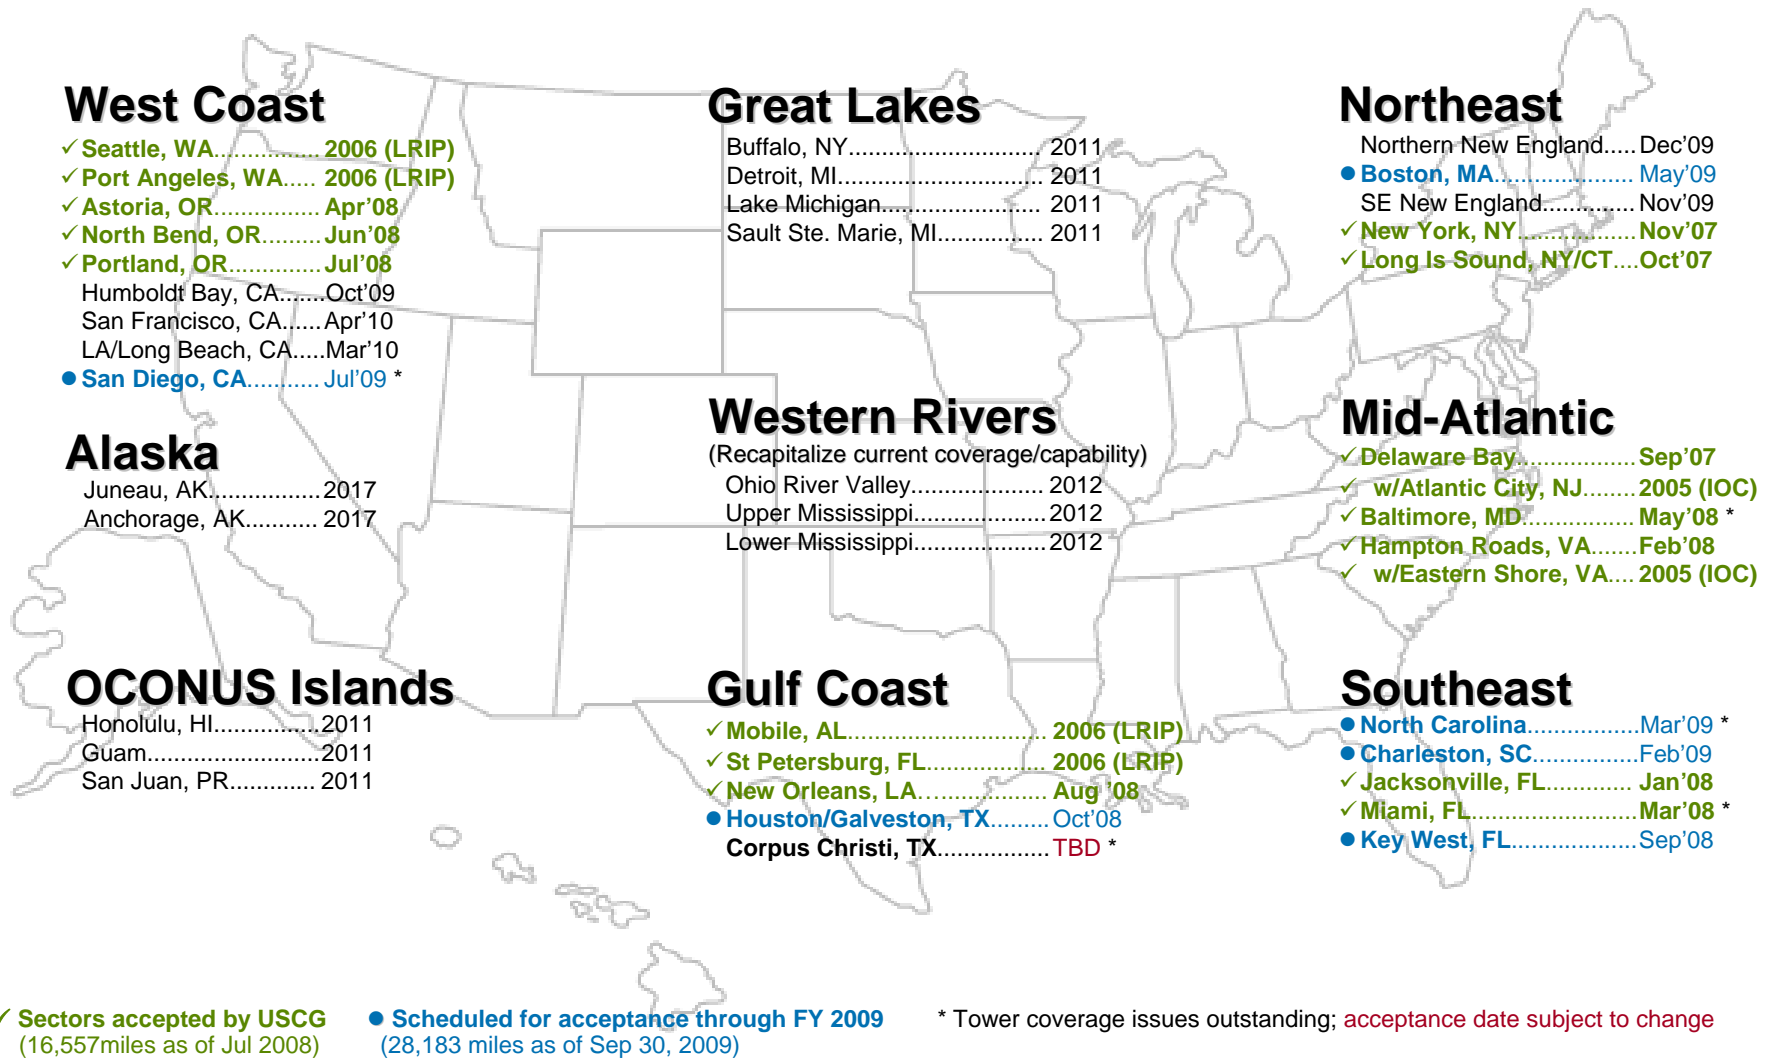 West Coast
✓ Seattle, WA................ 2006 (LRIP)
✓ Port Angeles, WA..... 2006 (LRIP)
✓ Astoria, OR................ Apr'08
✓ North Bend, OR......... Jun'08
✓ Portland, OR.............. Jul'08
Humboldt Bay, CA.......Oct'09
San Francisco, CA......Apr'10
LA/Long Beach, CA.....Mar'10
● San Diego, CA........... Jul'09 *
Alaska
Juneau, AK.................2017
Anchorage, AK........... 2017
OCONUS Islands
Honolulu, HI................2011
Guam..........................2011
San Juan, PR............. 2011
Great Lakes
Buffalo, NY............................. 2011
Detroit, MI............................... 2011
Lake Michigan........................ 2011
Sault Ste. Marie, MI................ 2011
Western Rivers
(Recapitalize current coverage/capability)
Ohio River Valley.................... 2012
Upper Mississippi.................... 2012
Lower Mississippi.................... 2012
Gulf Coast
✓ Mobile, AL.............................. 2006 (LRIP)
✓ St Petersburg, FL.................. 2006 (LRIP)
✓ New Orleans, LA.................... Aug '08
● Houston/Galveston, TX......... Oct'08
Corpus Christi, TX................. TBD *
Northeast
Northern New England..... Dec'09
● Boston, MA..................... May'09
SE New England.............. Nov'09
✓ New York, NY.................. Nov'07
✓ Long Is Sound, NY/CT.... Oct'07
Mid-Atlantic
✓ Delaware Bay.................. Sep'07
✓ w/Atlantic City, NJ........ 2005 (IOC)
✓ Baltimore, MD................. May'08 *
✓ Hampton Roads, VA....... Feb'08
✓ w/Eastern Shore, VA.... 2005 (IOC)
Southeast
● North Carolina................. Mar'09 *
● Charleston, SC................ Feb'09
✓ Jacksonville, FL............. Jan'08
✓ Miami, FL......................... Mar'08 *
● Key West, FL................... Sep'08
✓ Sectors accepted by USCG
(16,557miles as of Jul 2008)
● Scheduled for acceptance through FY 2009
(28,183 miles as of Sep 30, 2009)
* Tower coverage issues outstanding; acceptance date subject to change